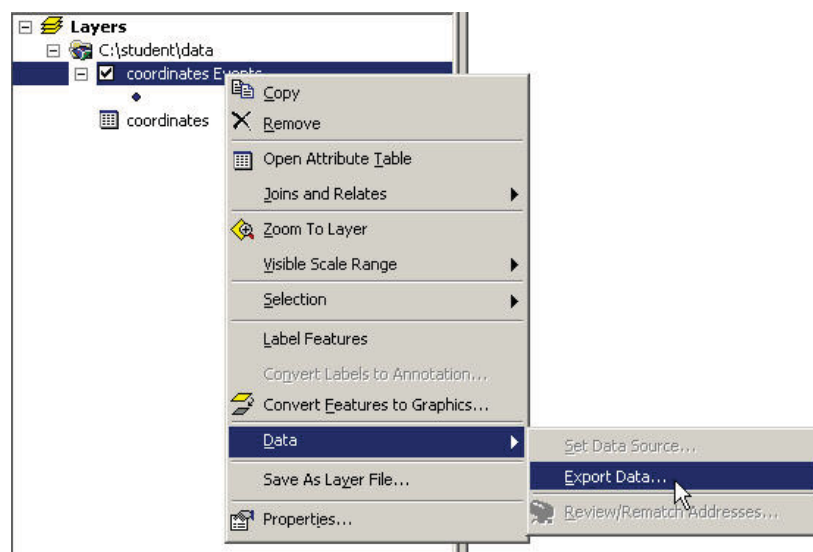 Layers
C:\student\data
coordinates Events
coordinates
Copy
Remove
Open Attribute Table
Joins and Relates
Zoom To Layer
Visible Scale Range
Selection
Label Features
Convert Labels to Annotation...
Convert Features to Graphics...
Data
Save As Layer File...
Properties...
Set Data Source...
Export Data...
Review/Rematch Addresses...